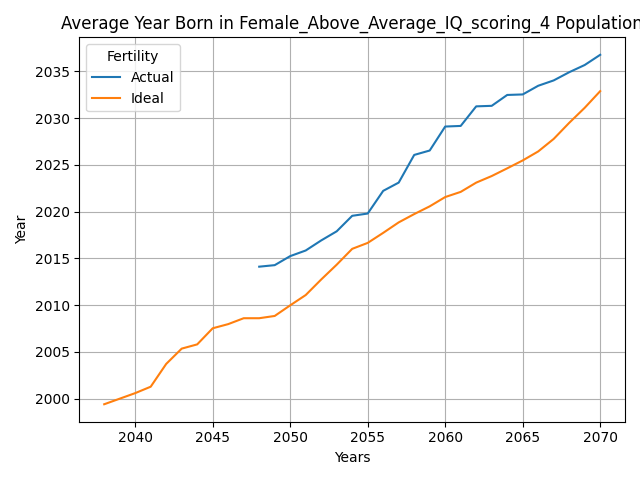 Average Year Born in Female_Above_Average_IQ_scoring_4 Population
Fertility
Actual
Ideal
Year
2035
2030
2025
2020
2015
2010
2005
2000
2040 2045 2050 2055 2060 2065 2070
Years